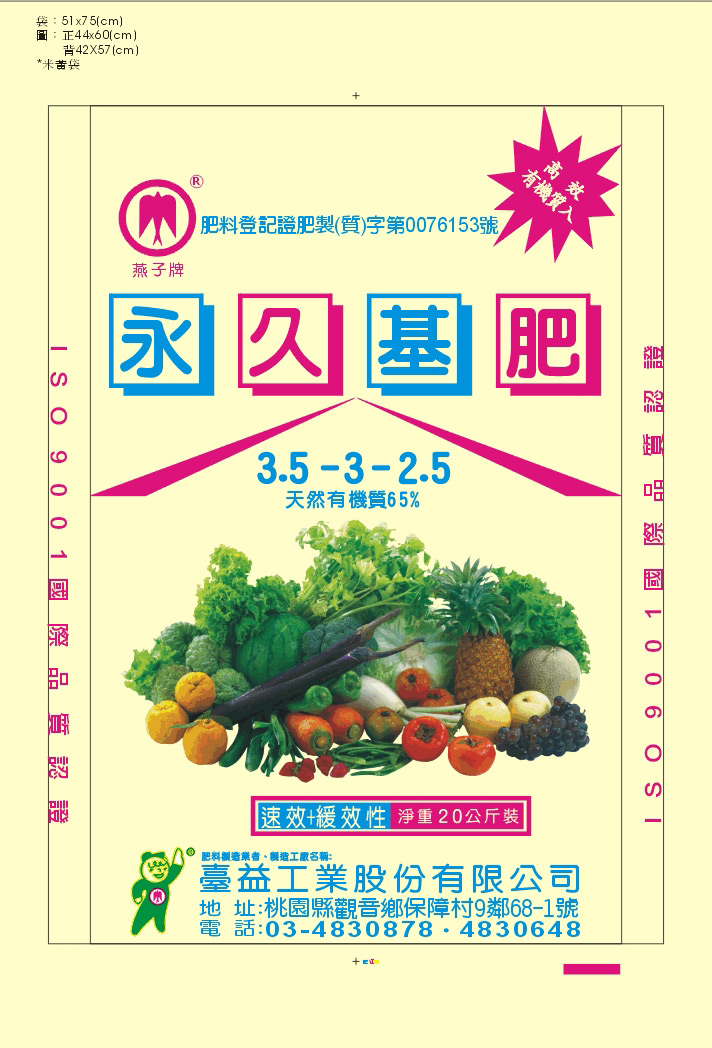 袋：51x75(cm)
圖：正44x60(cm)
背42X57(cm)
*米黃袋
高效
有機質入
®
肥料登記證肥製(質)字第0076153號
燕子牌
永久基肥
3.5-3-2.5
天然有機質65%
ISO9001國際品質認證
ISO9001國際品質認證
速效+緩效性 淨重20公斤裝
肥料製造業者、製造工廠名稱:
臺益工業股份有限公司
地 址:桃園縣觀音鄉保障村9鄰68-1號
電 話:03-4830878．4830648